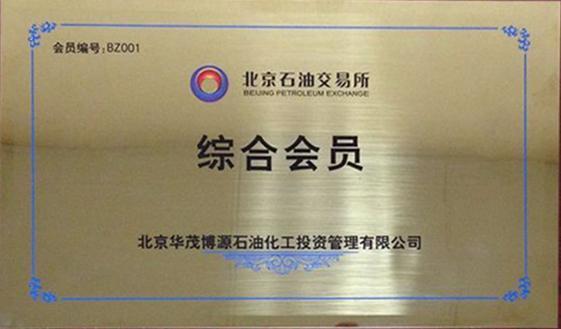 会员编号:BZ001
北京石油交易所
BEIJING PETROLEUM EXCHANGE
综合会员
北京华茂博源石油化工投资管理有限公司